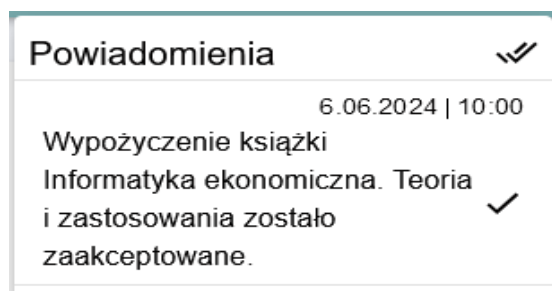 Powiadomienia
6.06.2024 | 10:00
Wypożyczenie książki
Informatyka ekonomiczna. Teoria
i zastosowania zostało
zaakceptowane.